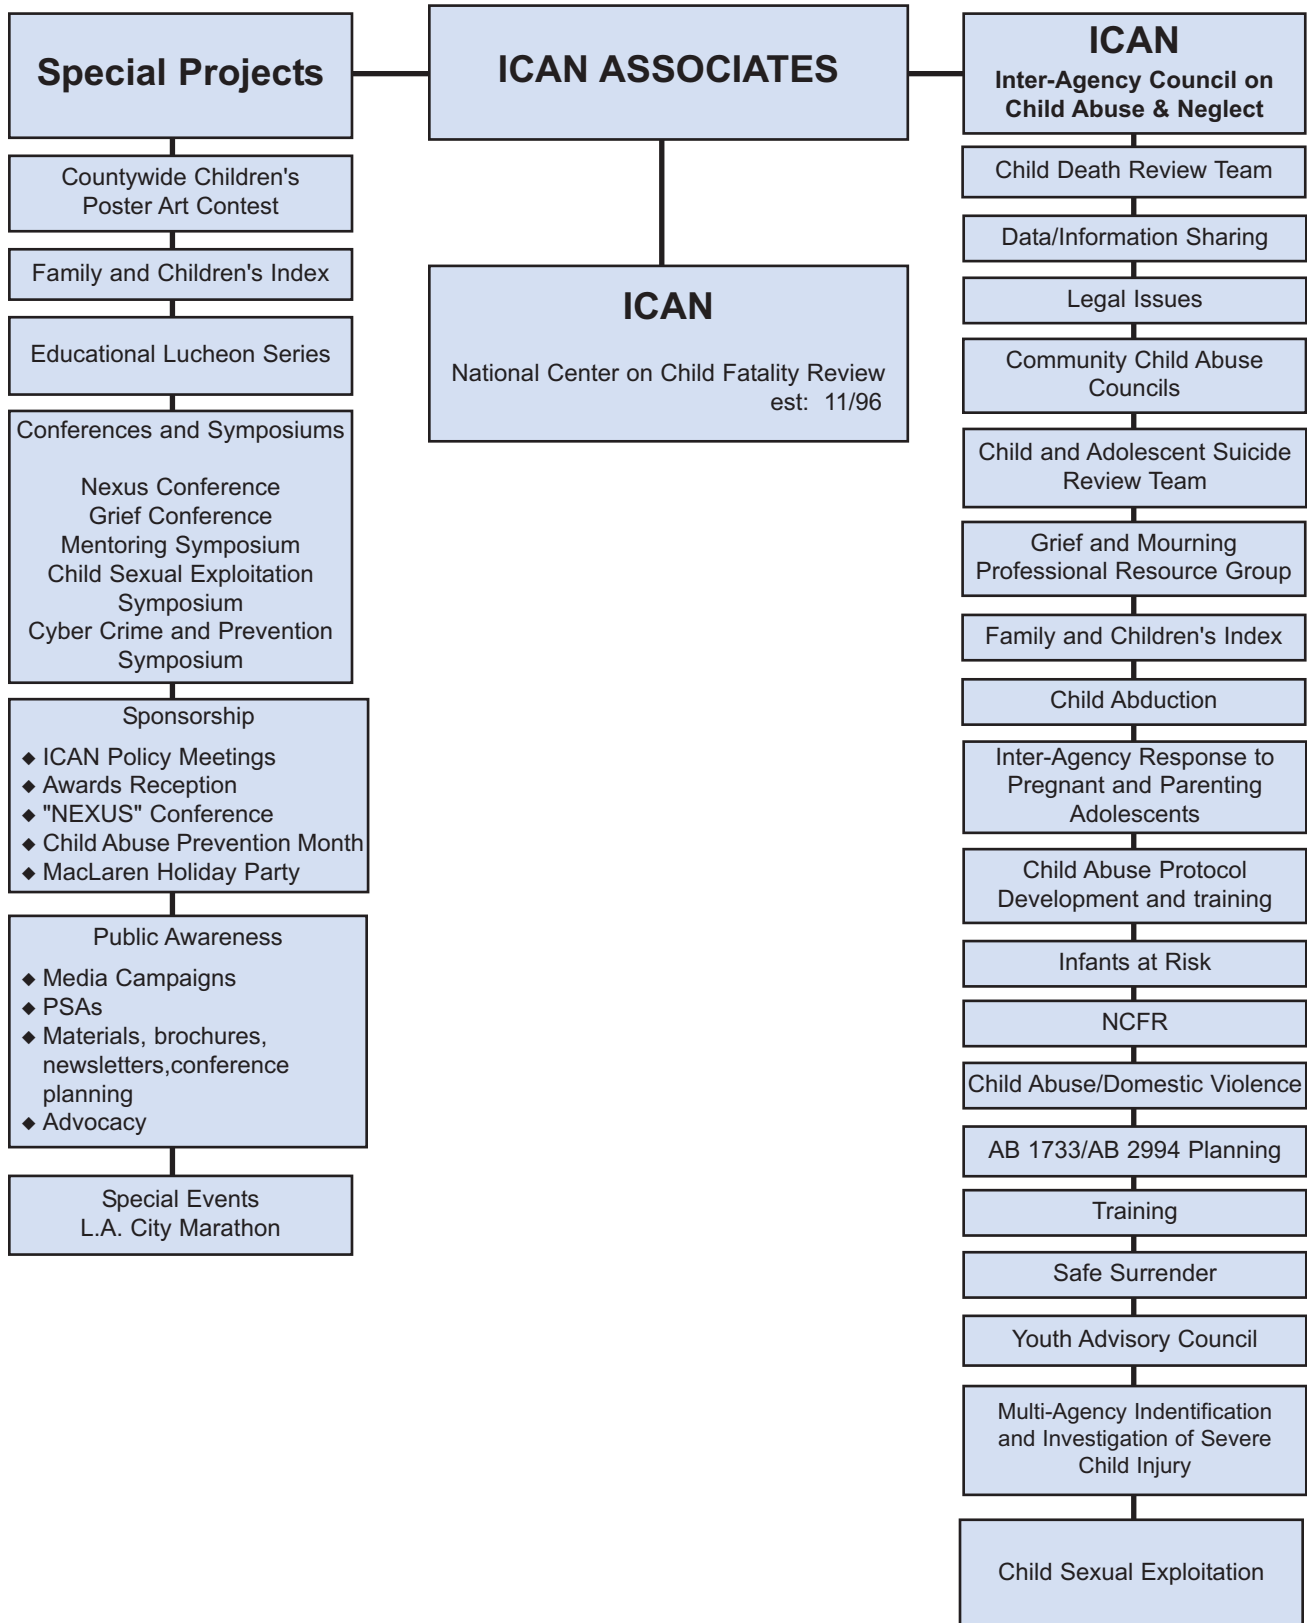 Special Projects
Countywide Children's
Poster Art Contest
Family and Children's Index
Educational Lucheon Series
Conferences and Symposiums
Nexus Conference
Grief Conference
Mentoring Symposium
Child Sexual Exploitation
Symposium
Cyber Crime and Prevention
Symposium
Sponsorship
◆ ICAN Policy Meetings
◆ Awards Reception
◆ "NEXUS" Conference
◆ Child Abuse Prevention Month
◆ MacLaren Holiday Party
Public Awareness
◆ Media Campaigns
◆ PSAs
◆ Materials, brochures,
newsletters,conference
planning
◆ Advocacy
Special Events
L.A. City Marathon
ICAN ASSOCIATES
ICAN
National Center on Child Fatality Review
est: 11/96
ICAN
Inter-Agency Council on
Child Abuse & Neglect
Child Death Review Team
Data/Information Sharing
Legal Issues
Community Child Abuse
Councils
Child and Adolescent Suicide
Review Team
Grief and Mourning
Professional Resource Group
Family and Children's Index
Child Abduction
Inter-Agency Response to
Pregnant and Parenting
Adolescents
Child Abuse Protocol
Development and training
Infants at Risk
NCFR
Child Abuse/Domestic Violence
AB 1733/AB 2994 Planning
Training
Safe Surrender
Youth Advisory Council
Multi-Agency Indentification
and Investigation of Severe
Child Injury
Child Sexual Exploitation